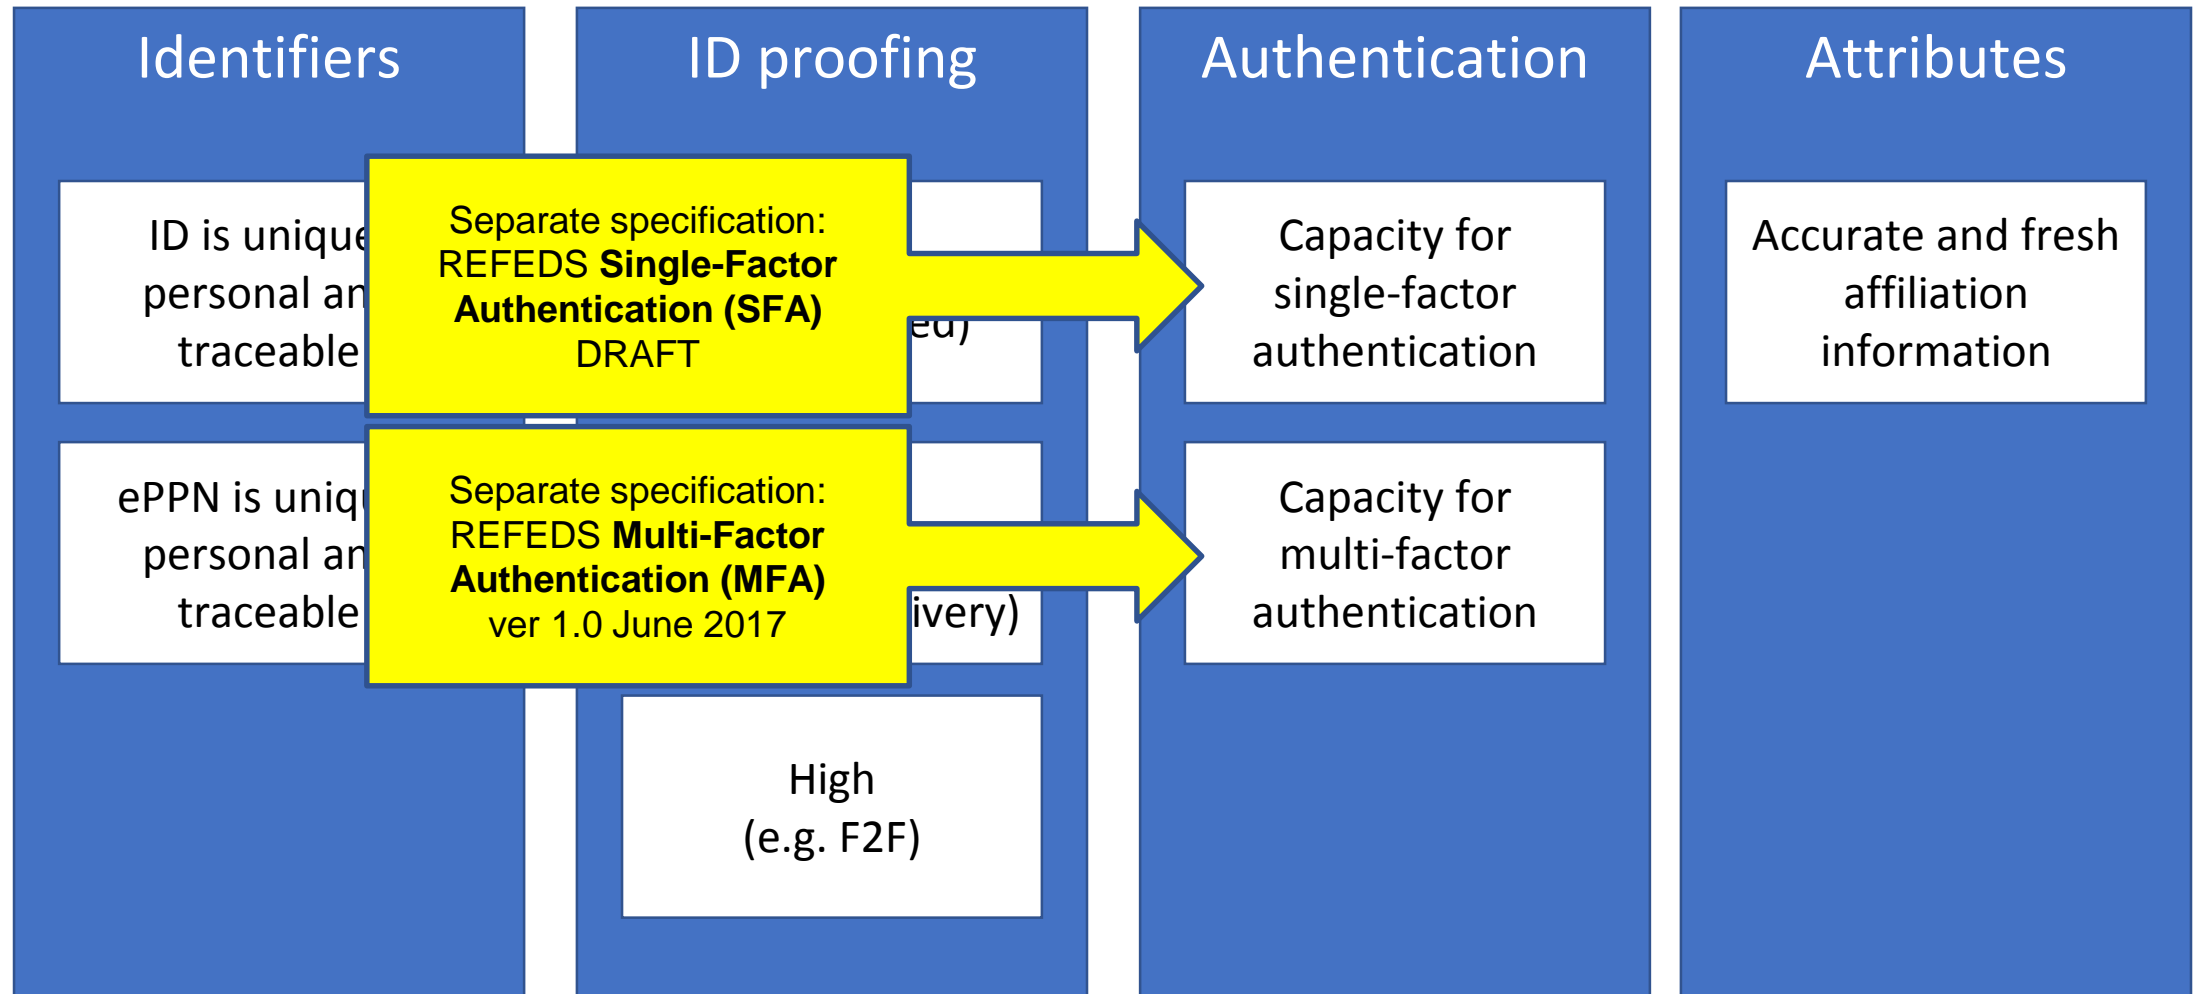 Identifiers
ID is unique
personal an
traceable
ePPN is uniq
personal an
traceable
ID proofing
ed)
ivery)
High
(e.g. F2F)
Separate specification:
REFEDS Single-Factor
Authentication (SFA)
DRAFT
Separate specification:
REFEDS Multi-Factor
Authentication (MFA)
ver 1.0 June 2017
Authentication
Capacity for
single-factor
authentication
Capacity for
multi-factor
authentication
Attributes
Accurate and fresh
affiliation
information